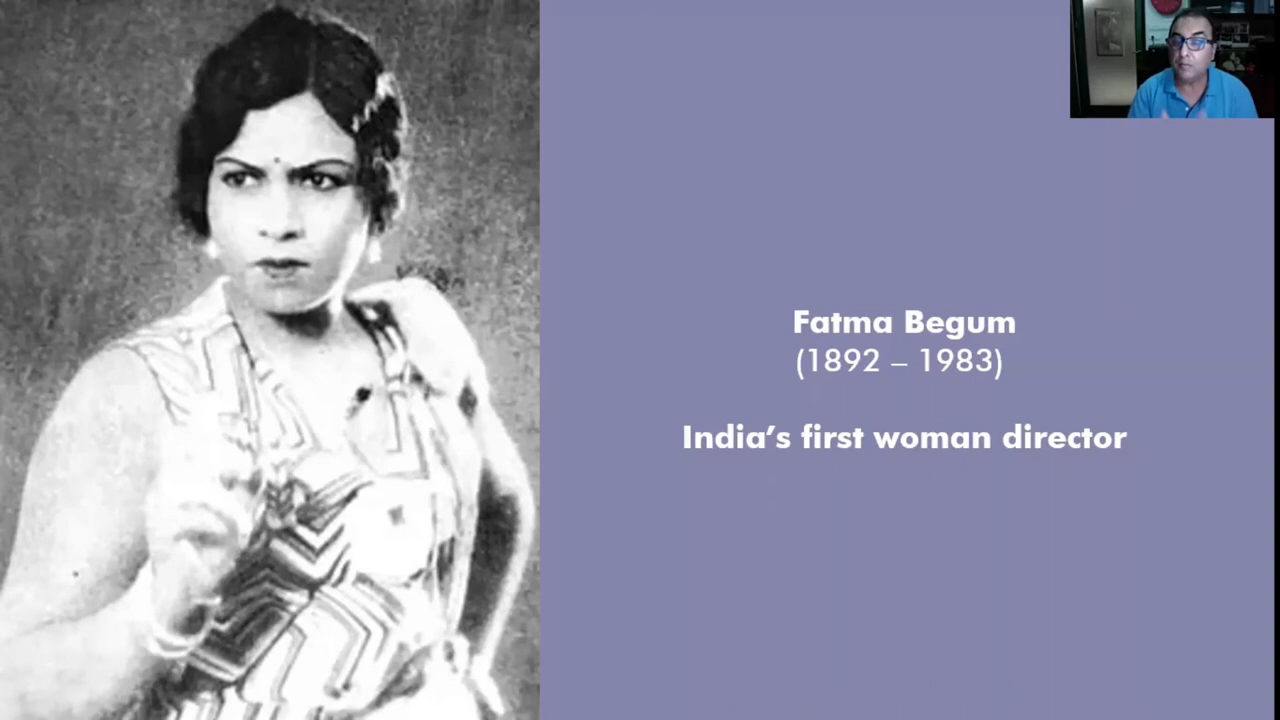 Fatma Begum
(1892 – 1983)
India’s first woman director